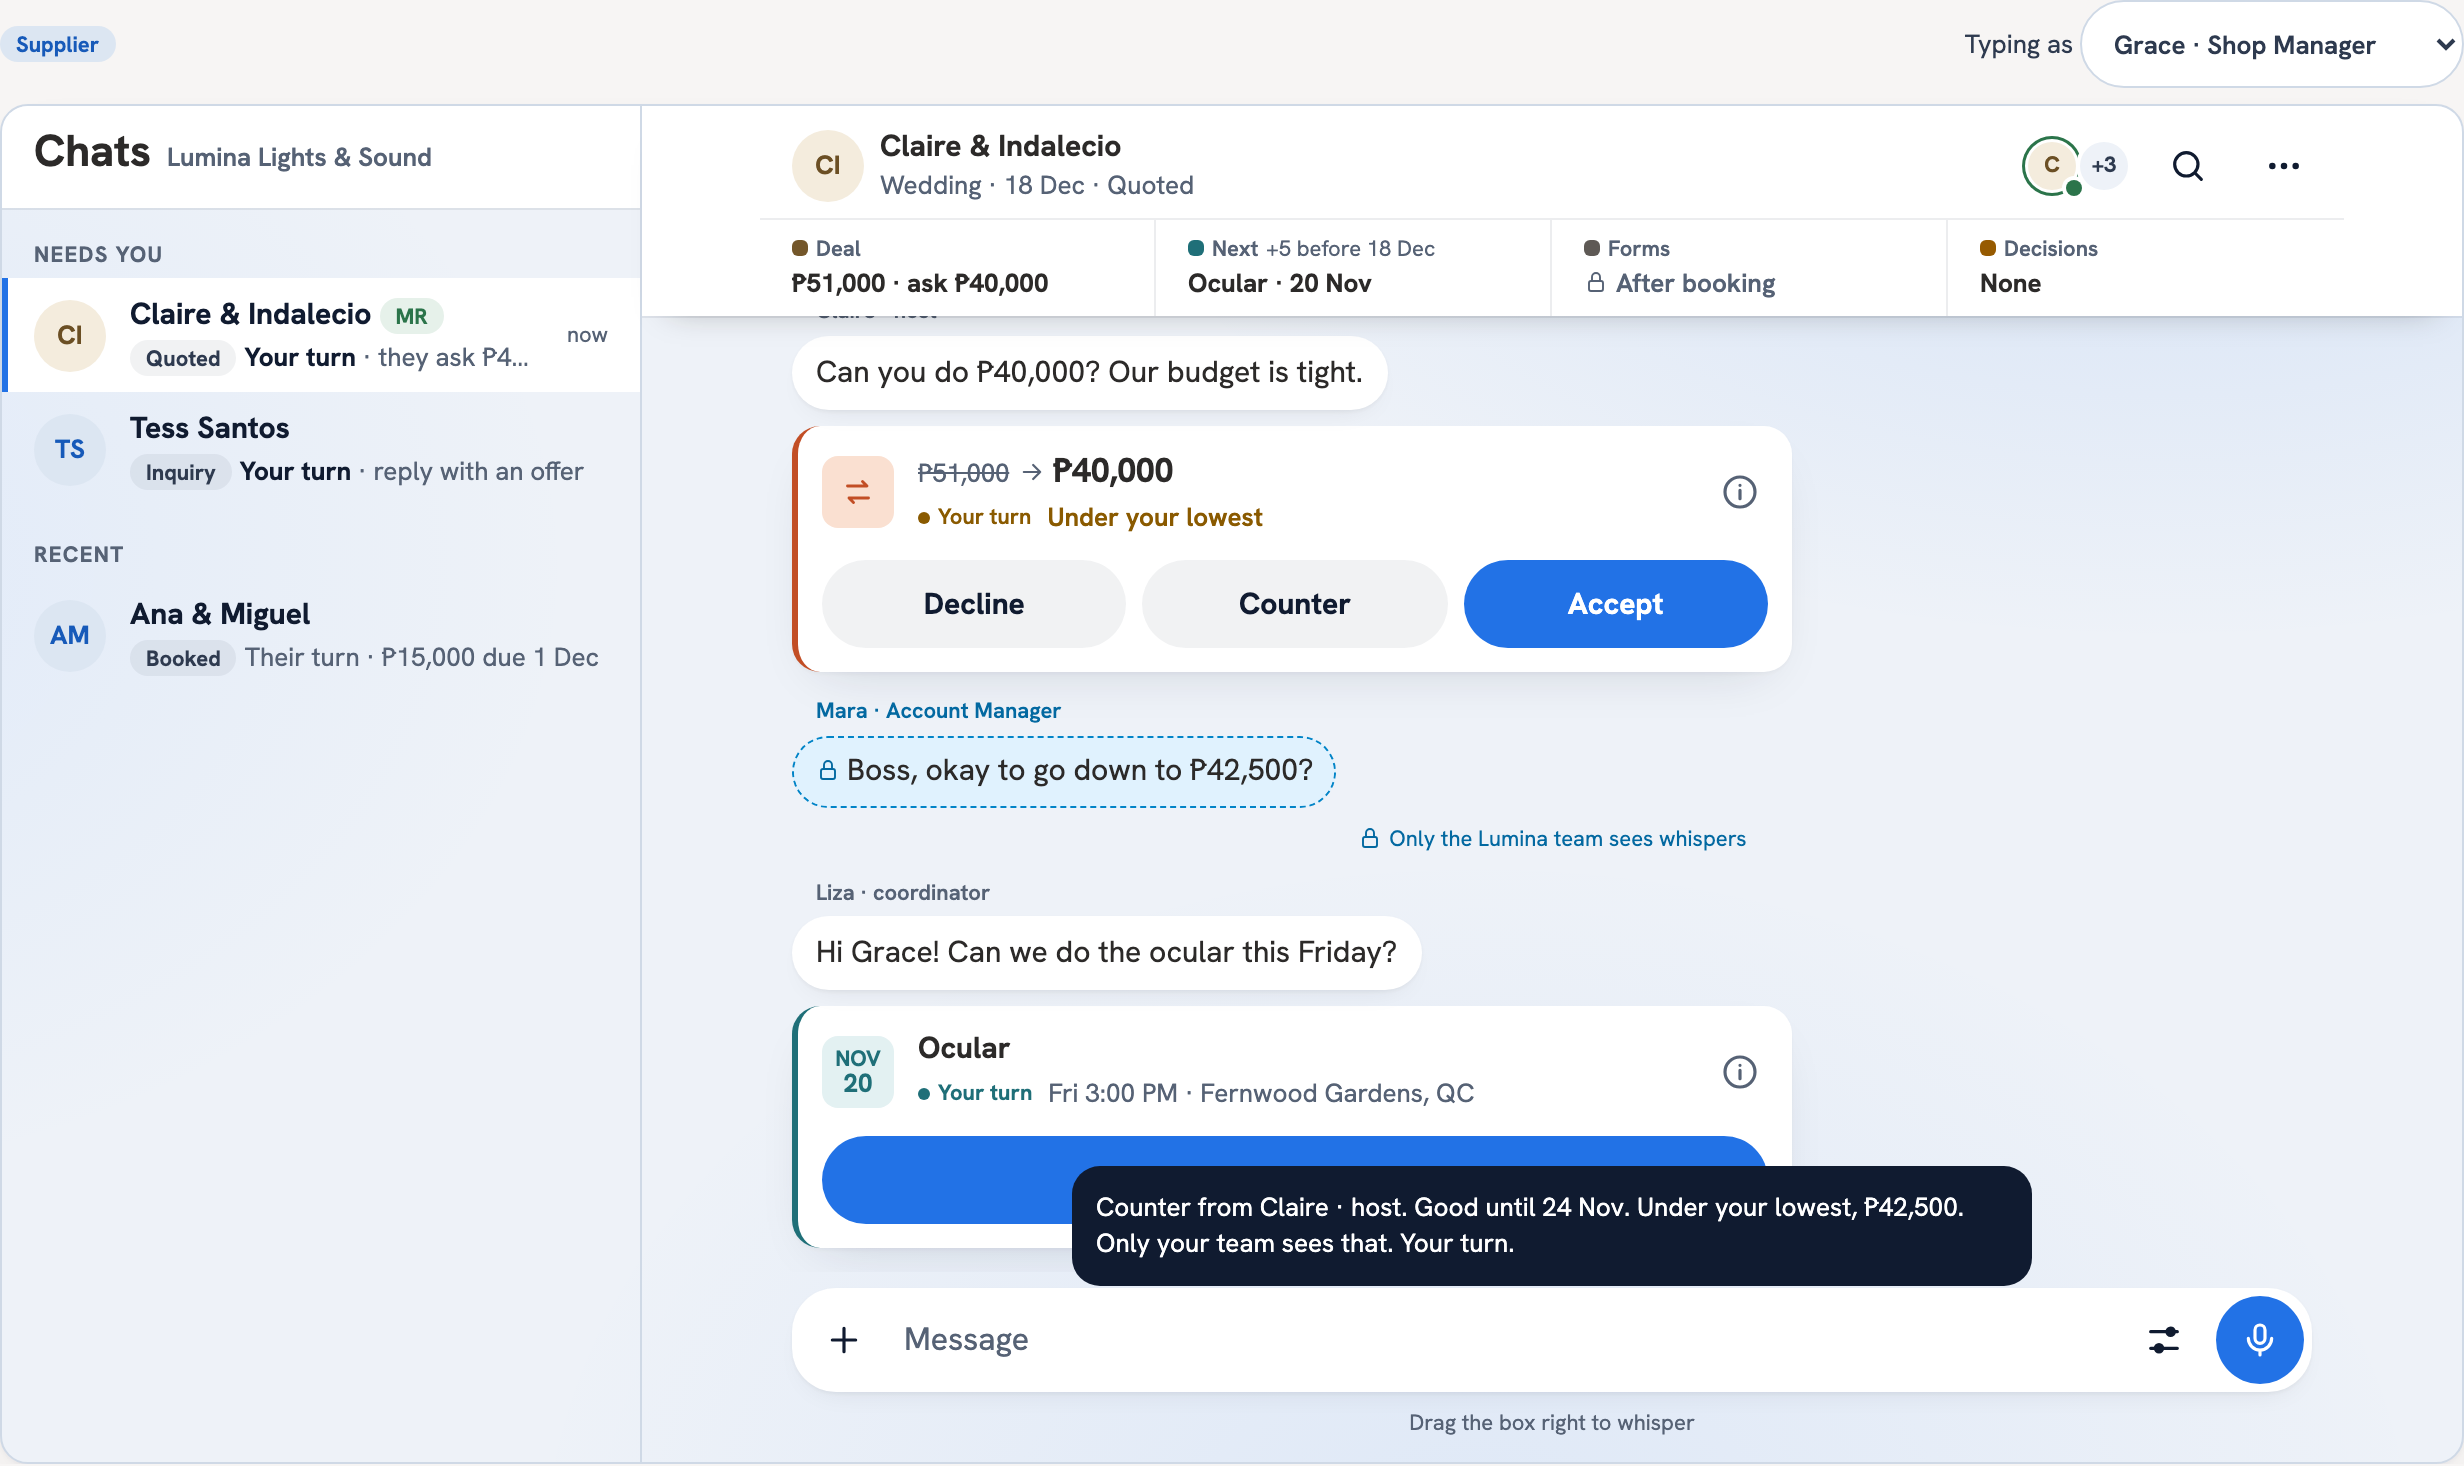 Supplier
Typing as
Grace · Shop Manager
Chats Lumina Lights & Sound
NEEDS YOU
CI
Claire & Indalecio MR
Quoted Your turn · they ask ₱4...
now
TS
Tess Santos
Inquiry Your turn · reply with an offer
RECENT
AM
Ana & Miguel
Booked Their turn · ₱15,000 due 1 Dec
CI
Claire & Indalecio
Wedding · 18 Dec · Quoted
C
+3
Deal
₱51,000 · ask ₱40,000
Next +5 before 18 Dec
Ocular · 20 Nov
Forms
After booking
Decisions
None
Can you do ₱40,000? Our budget is tight.
₱51,000 → ₱40,000
Your turn Under your lowest
Decline
Counter
Accept
Mara · Account Manager
Boss, okay to go down to ₱42,500?
Only the Lumina team sees whispers
Liza · coordinator
Hi Grace! Can we do the ocular this Friday?
NOV
20
Ocular
Your turn Fri 3:00 PM · Fernwood Gardens, QC
Counter from Claire · host. Good until 24 Nov. Under your lowest, ₱42,500.
Only your team sees that. Your turn.
Message
Drag the box right to whisper